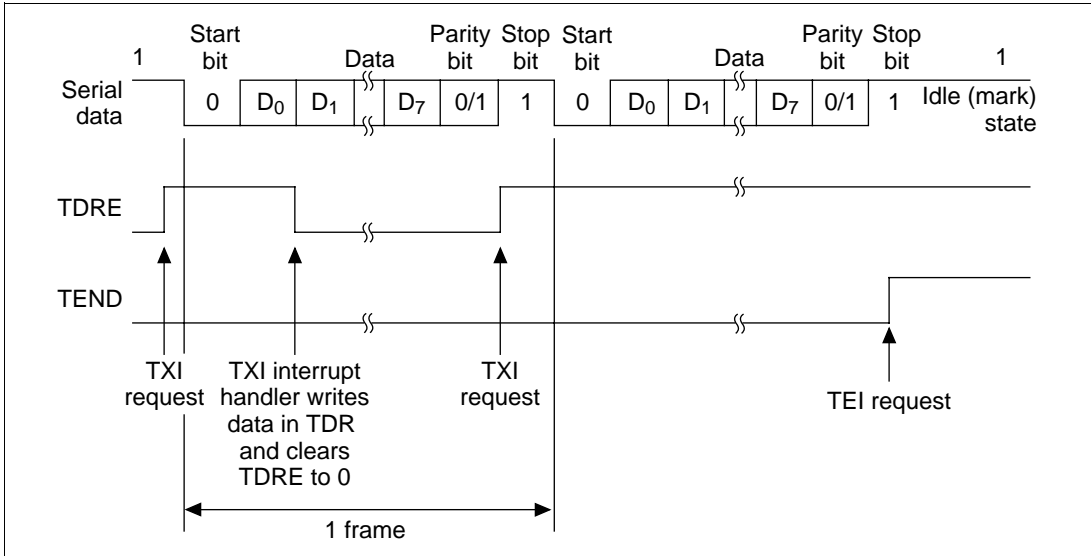 1
Start bit
Data
Parity bit
Stop bit
Start bit
Data
Parity bit
Stop bit
1
Serial data
0
D0
D1
D7
0/1
1
0
D0
D1
D7
0/1
1
Idle (mark) state
TDRE
TEND
TXI request
TXI interrupt handler writes data in TDR and clears TDRE to 0
TXI request
TEI request
1 frame